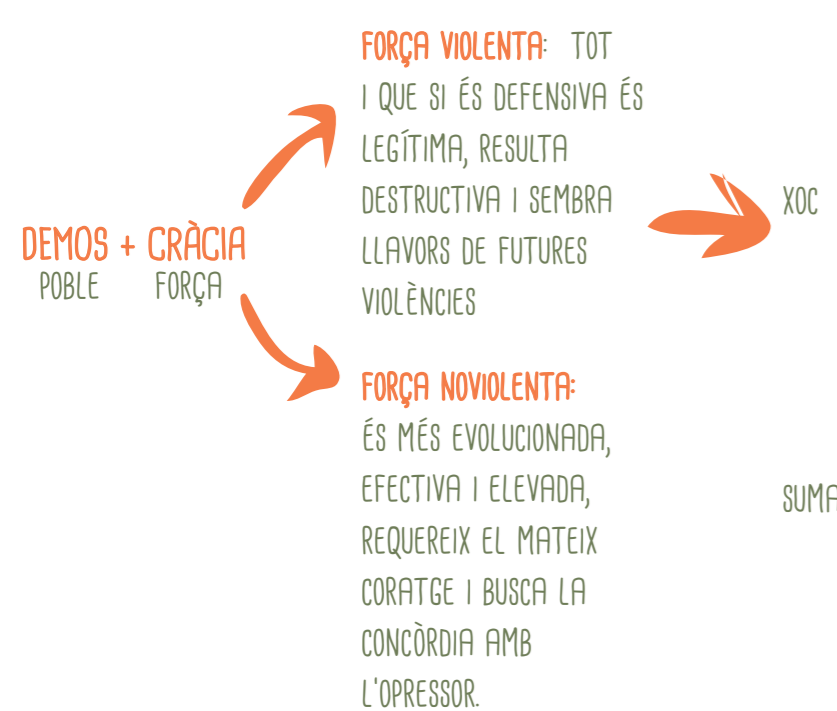 DEMOS + CRÀCIA
POBLE FORÇA
FORÇA VIOLENTA: TOT
I QUE SI ÉS DEFENSIVA ÉS
LEGÍTIMA, RESULTA
DESTRUCTIVA I SEMBRA
LLAVORS DE FUTURES
VIOLÈNCIES
XOC
FORÇA NOVIOLENTA:
ÉS MÉS EVOLUCIONADA,
EFECTIVA I ELEVADA,
REQUEREIX EL MATEIX
CORATGE I BUSCA LA
CONCÒRDIA AMB
L'OPRESSOR.
SUMA